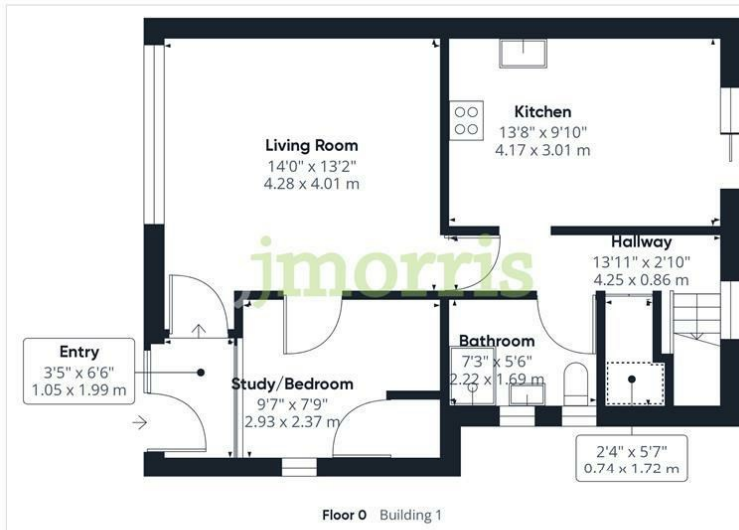 Living Room
14'0" x 13'2"
4.28 x 4.01 m
Kitchen
13'8" x 9'10"
4.17 x 3.01 m
jmorris
Hallway
13'11" x 2'10"
4.25 x 0.86 m
Entry
3'5" x 6'6"
1.05 x 1.99 m
Study/Bedroom
9'7" x 7'9"
2.93 x 2.37 m
Bathroom
7'3" x 5'6"
2.22 x 1.69 m
2'4" x 5'7"
0.74 x 1.72 m
Floor 0 Building 1